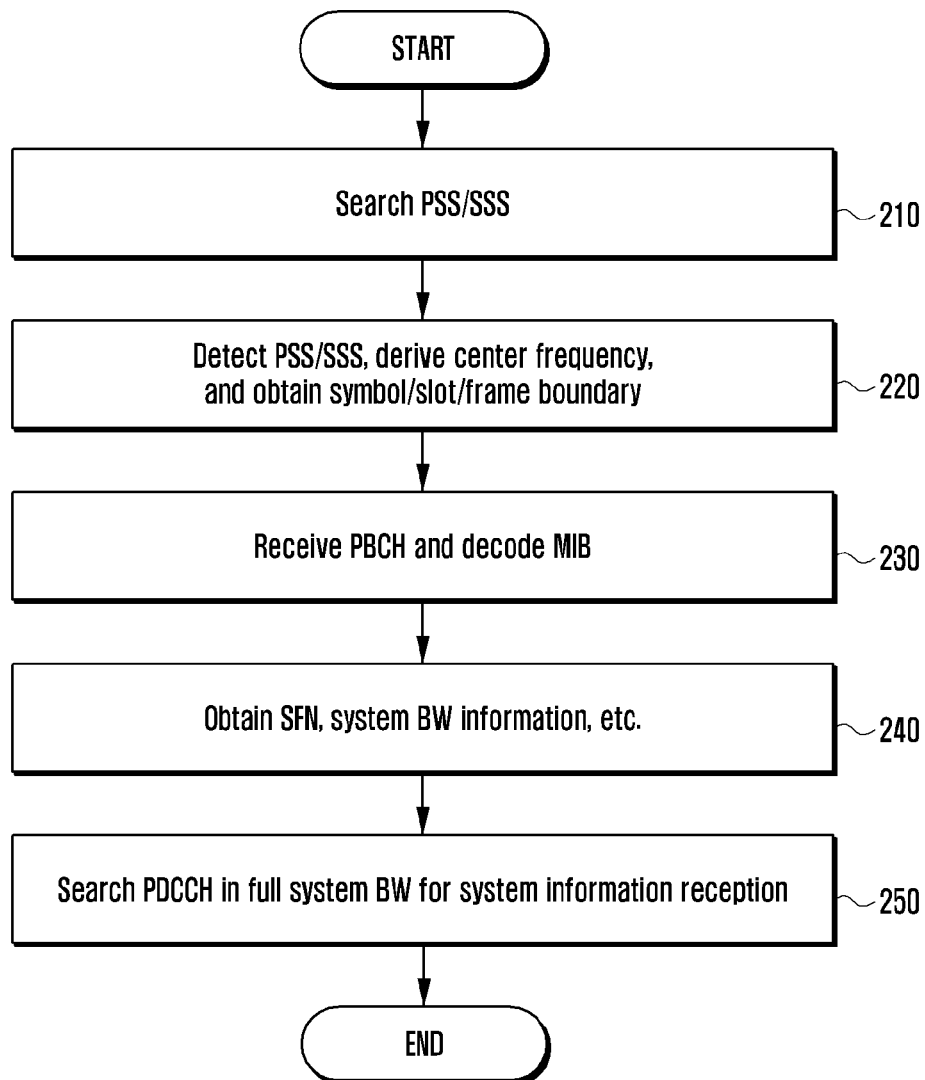 START
Search PSS/SSS
210
Detect PSS/SSS, derive center frequency,
and obtain symbol/slot/frame boundary
220
Receive PBCH and decode MIB
230
Obtain SFN, system BW information, etc.
240
Search PDCCH in full system BW for system information reception
250
END